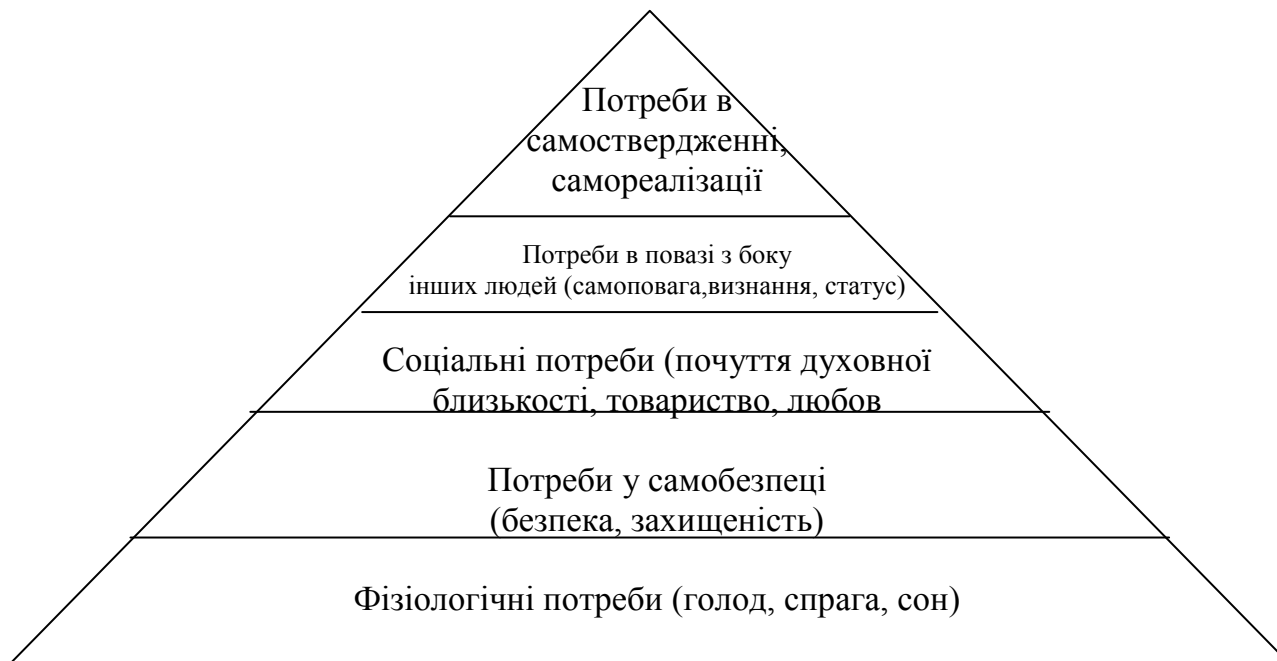 Потреби в
самоствердженні,
самореалізації
Потреби в повазі з боку
інших людей (самоповага,визнання, статус)
Соціальні потреби (почуття духовної
близькості, товариство, любов
Потреби у самобезпеці
(безпека, захищеність)
Фізіологічні потреби (голод, спрага, сон)